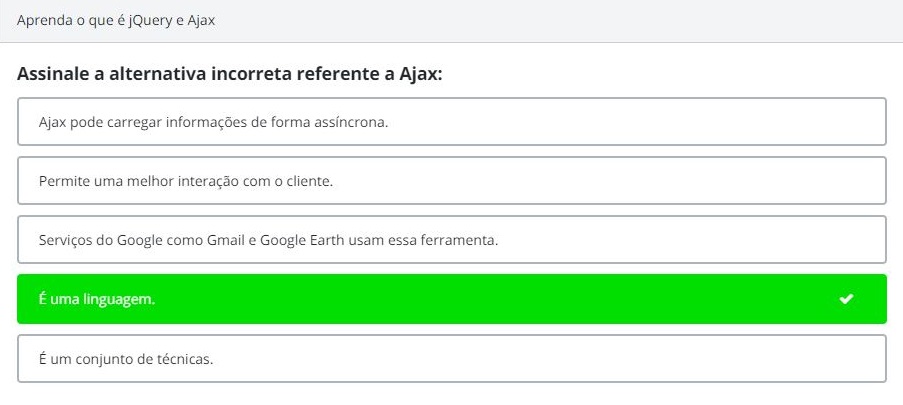 Aprenda o que é jQuery e Ajax
Assinale a alternativa incorreta referente a Ajax:
Ajax pode carregar informações de forma assíncrona.
Permite uma melhor interação com o cliente.
Serviços do Google como Gmail e Google Earth usam essa ferramenta.
É uma linguagem.
É um conjunto de técnicas.